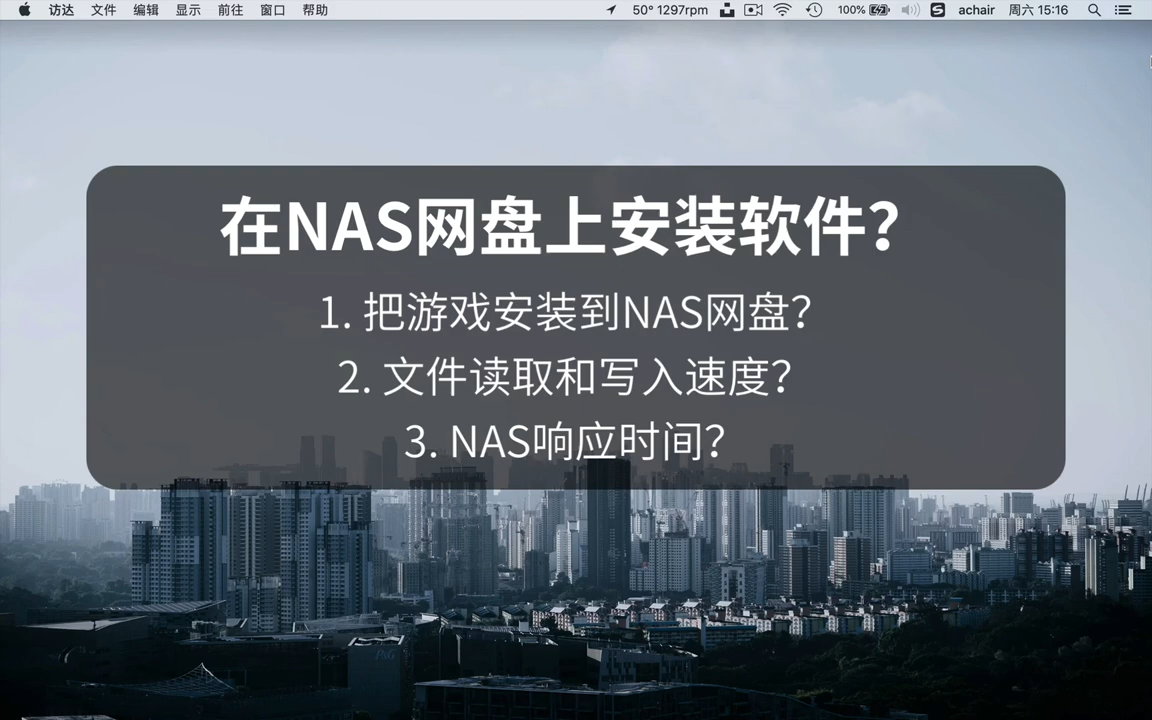 访达 文件 编辑 显示 前往 窗口 帮助 50° 1297rpm 100% achair 周六 15:16
在NAS网盘上安装软件？
1. 把游戏安装到NAS网盘？
2. 文件读取和写入速度？
3. NAS响应时间？
P&G